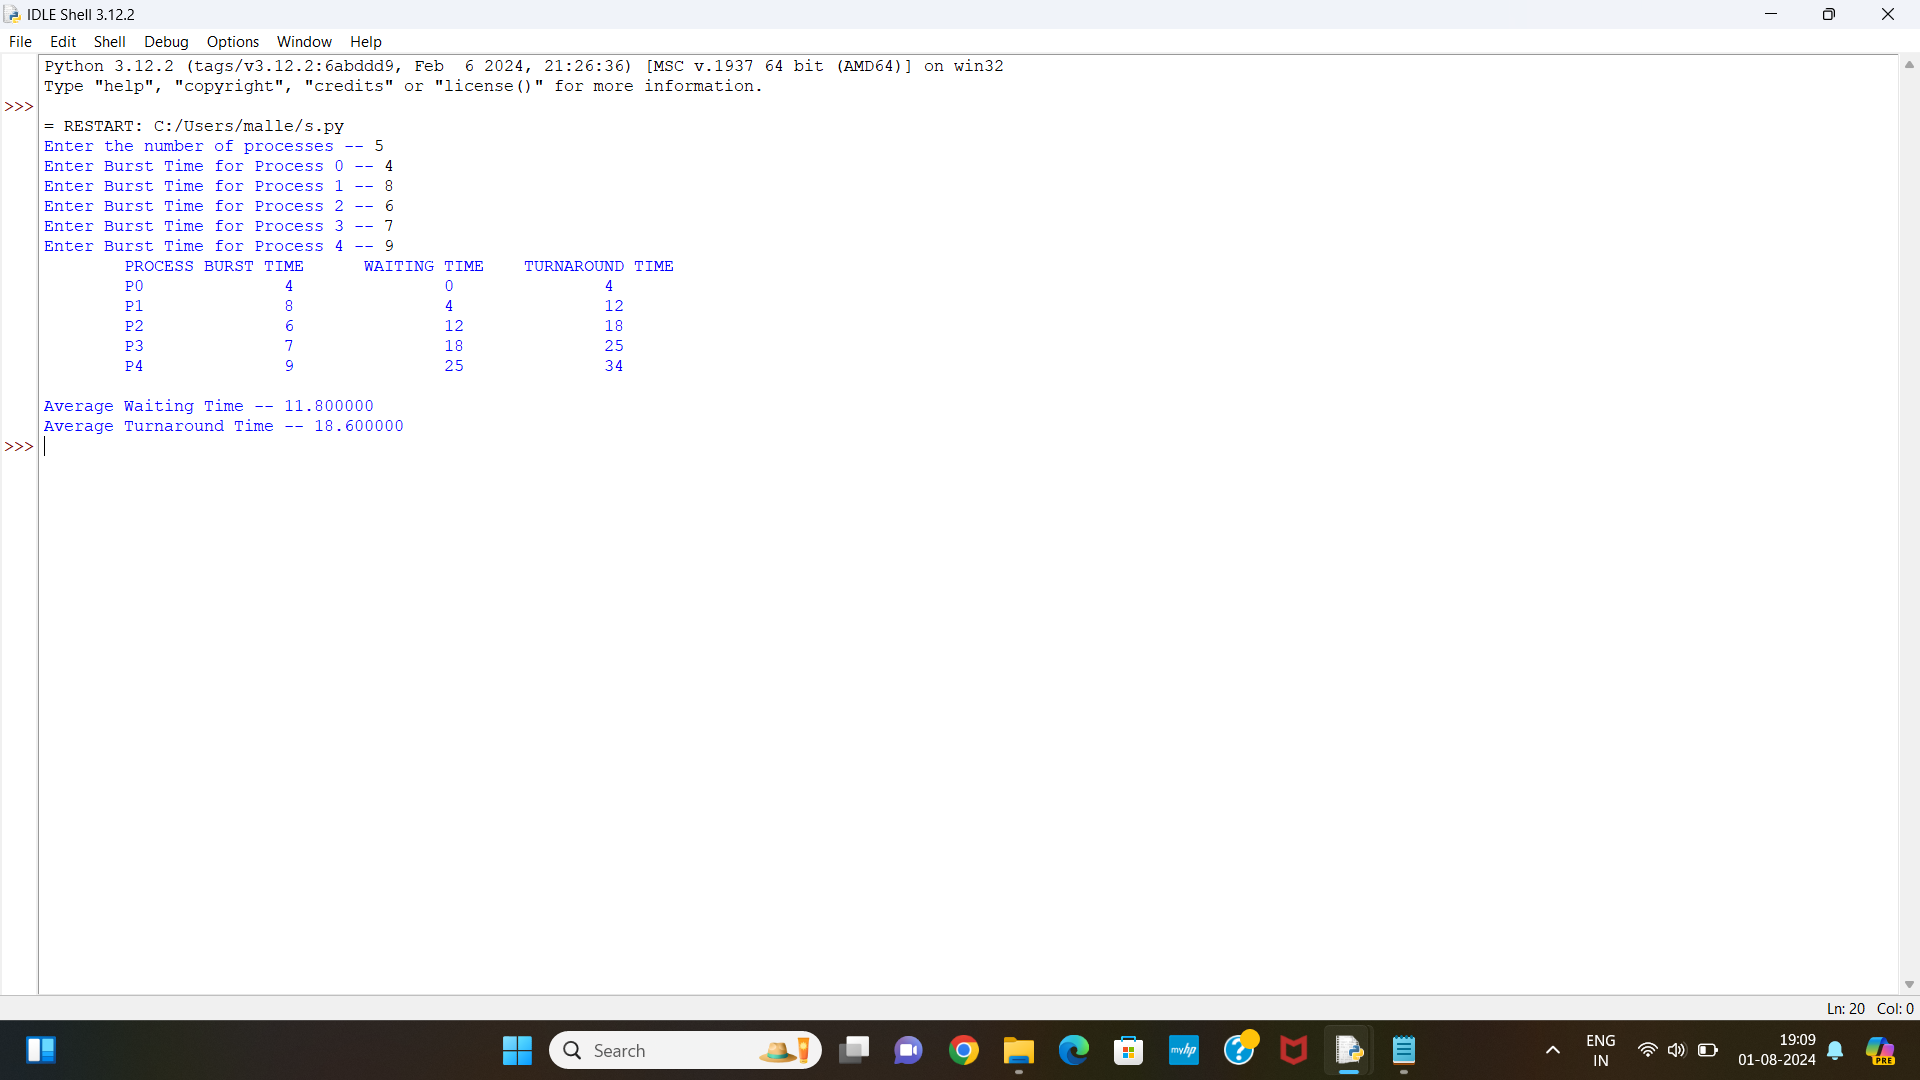 IDLE Shell 3.12.2
File Edit Shell Debug Options Window Help
Python 3.12.2 (tags/v3.12.2:6abddd9, Feb  6 2024, 21:26:36) [MSC v.1937 64 bit (AMD64)] on win32
Type "help", "copyright", "credits" or "license()" for more information.
>>>
= RESTART: C:/Users/malle/s.py
Enter the number of processes -- 5
Enter Burst Time for Process 0 -- 4
Enter Burst Time for Process 1 -- 8
Enter Burst Time for Process 2 -- 6
Enter Burst Time for Process 3 -- 7
Enter Burst Time for Process 4 -- 9
PROCESS BURST TIME WAITING TIME TURNAROUND TIME
P0 4 0 4
P1 8 4 12
P2 6 12 18
P3 7 18 25
P4 9 25 34
Average Waiting Time -- 11.800000
Average Turnaround Time -- 18.600000
>>>
Ln: 20 Col: 0
Search
myhp
ENG
IN
19:09
01-08-2024
PRE